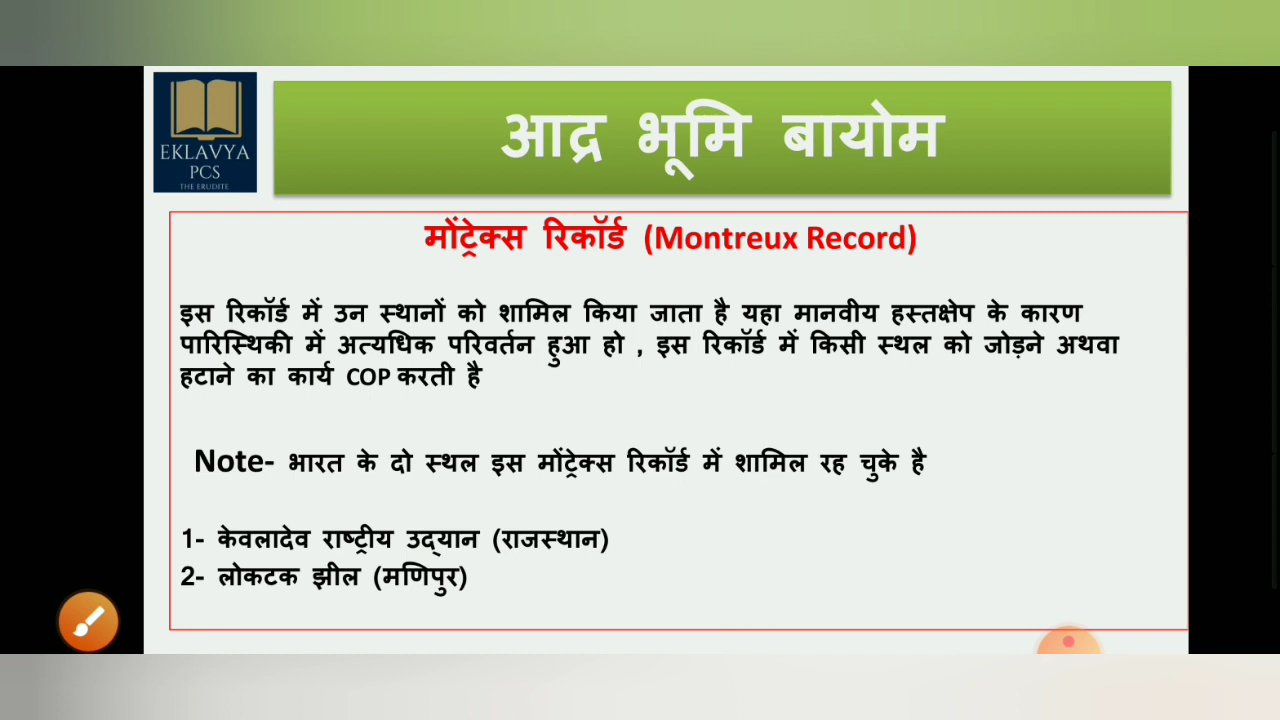 EKLAVYA
PCS
THE ERUDITE
आद्र भूमि बायोम
मोंट्रेक्स रिकॉर्ड (Montreux Record)
इस रिकॉर्ड में उन स्थानों को शामिल किया जाता है यहा मानवीय हस्तक्षेप के कारण
पारिस्थिकी में अत्यधिक परिवर्तन हुआ हो , इस रिकॉर्ड में किसी स्थल को जोड़ने अथवा
हटाने का कार्य COP करती है
Note- भारत के दो स्थल इस मोंट्रेक्स रिकॉर्ड में शामिल रह चुके है
1- केवलादेव राष्ट्रीय उद्यान (राजस्थान)
2- लोकटक झील (मणिपुर)